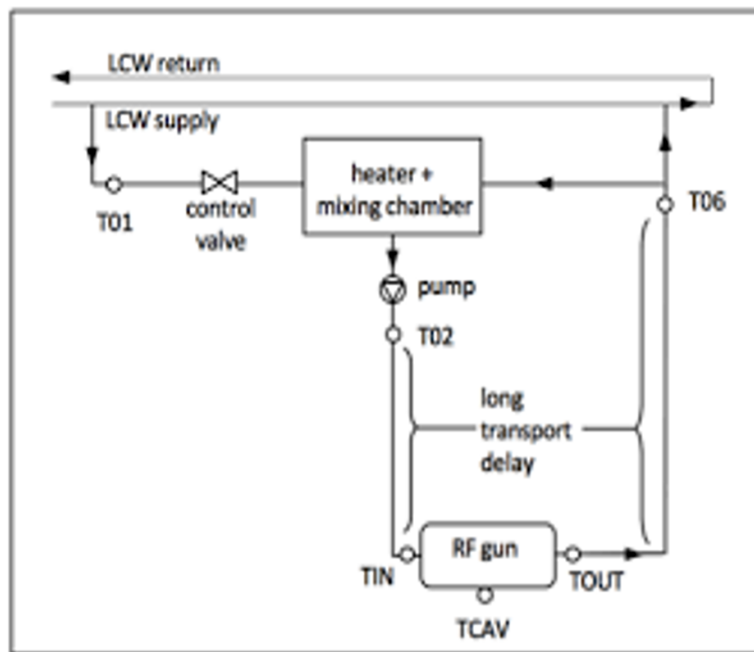 LCW return
LCW supply
T01
control
valve
heater +
mixing chamber
T06
pump
T02
long
transport
delay
TIN
RF gun
TOUT
TCAV